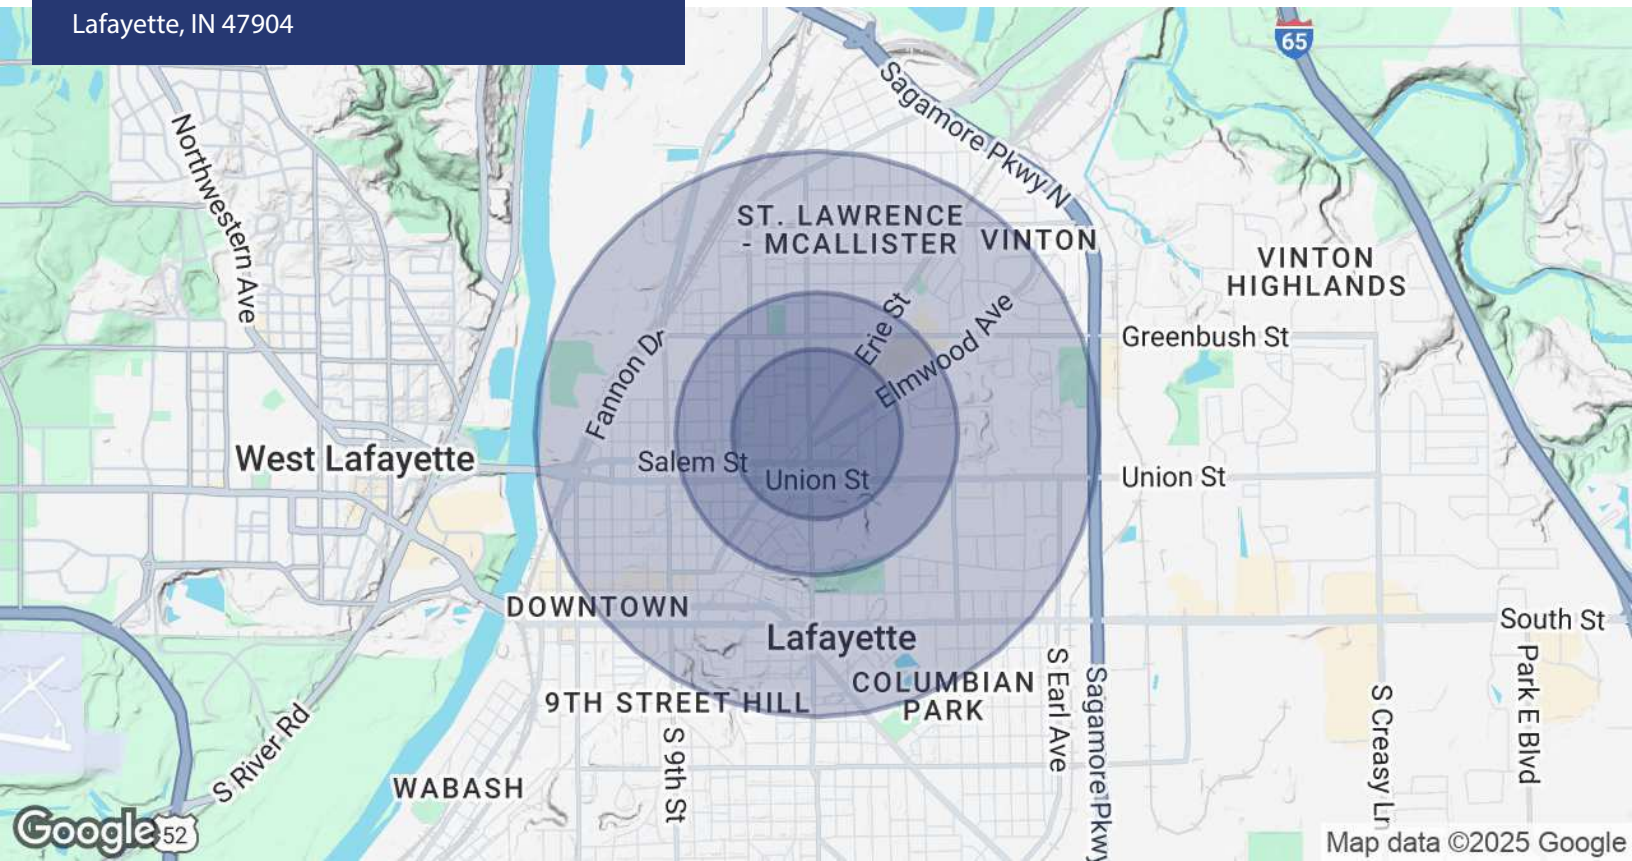 Lafayette, IN 47904
65
Sagamore Pkwy N
Northwestern Ave
ST. LAWRENCE
- MCALLISTER
VINTON
VINTON
HIGHLANDS
Erie St
Elmwood Ave
Greenbush St
Fannon Dr
West Lafayette
Salem St
Union St
Union St
DOWNTOWN
South St
Lafayette
COLUMBIAN
PARK
9TH STREET HILL
S Earl Ave
Sagamore Pkwy
Park E Blvd
S Creasy Ln
S River Rd
S 9th St
WABASH
Google
52
Map data ©2025 Google